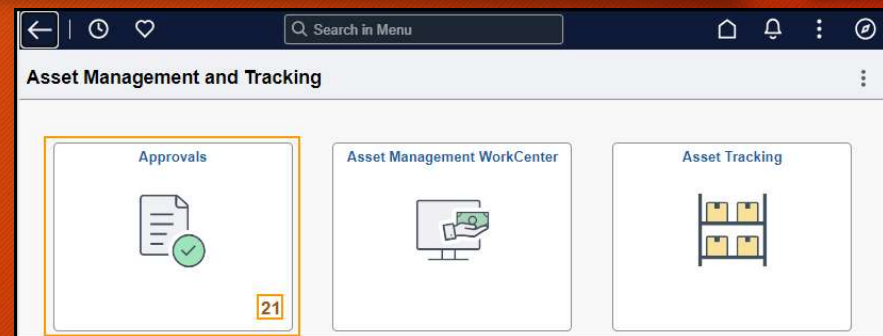 Search in Menu
Asset Management and Tracking
Approvals
Asset Management WorkCenter
Asset Tracking
21